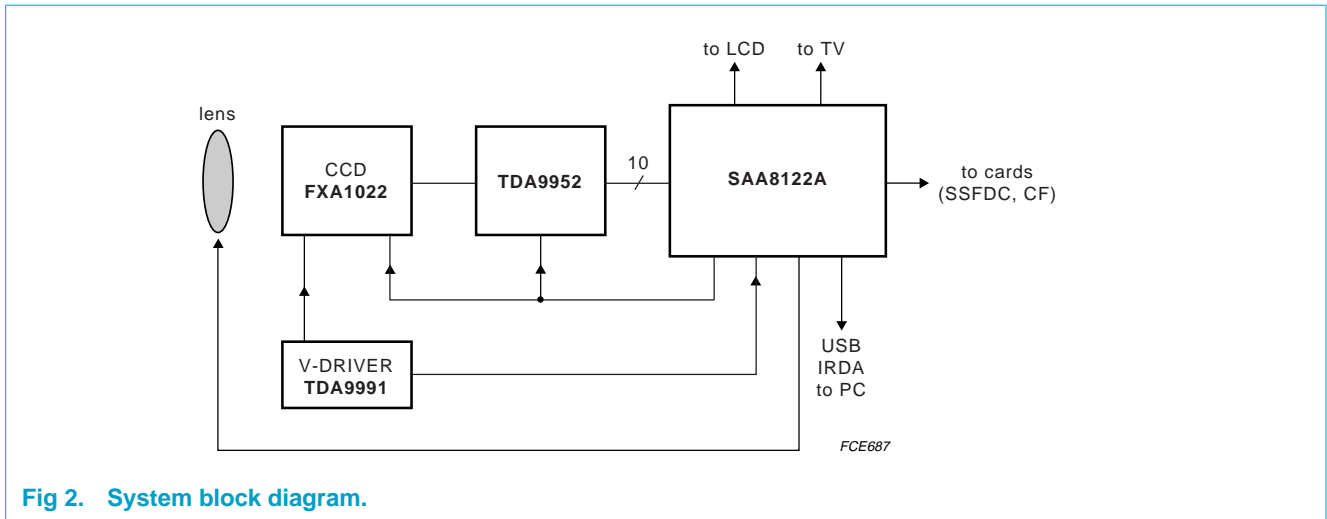 to LCD
to TV
lens
CCD
FXA1022
TDA9952
10
SAA8122A
to cards
(SSFDC, CF)
V-DRIVER
TDA9991
USB
IRDA
to PC
FCE687
Fig 2. System block diagram.